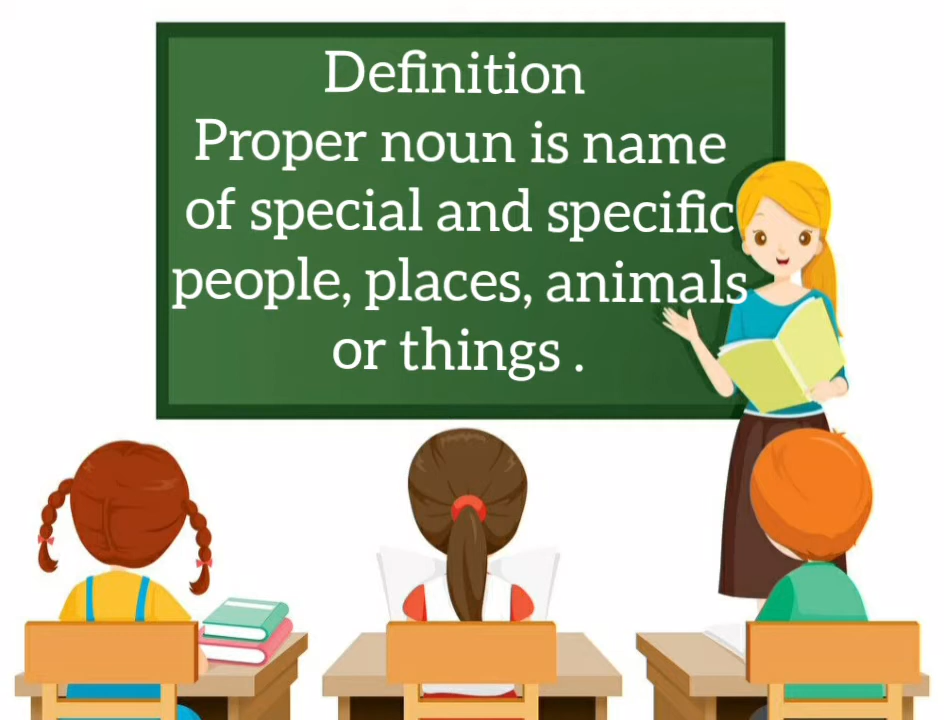 Definition
Proper noun is name
of special and specific
people, places, animals
or things .